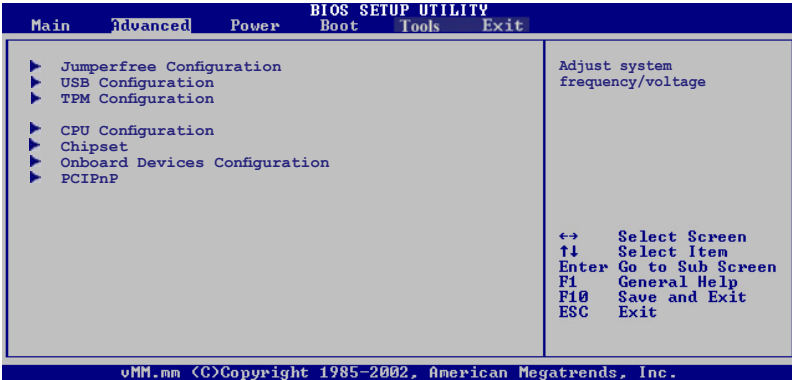 BIOS SETUP UTILITY
Main Advanced Power Boot Tools Exit
Jumperfree Configuration
USB Configuration
TPM Configuration
CPU Configuration
Chipset
Onboard Devices Configuration
PCIPnP
Adjust system
frequency/voltage
←→ Select Screen
↑↓ Select Item
Enter Go to Sub Screen
F1 General Help
F10 Save and Exit
ESC Exit
vMM.mm (C)Copyright 1985-2002, American Megatrends, Inc.